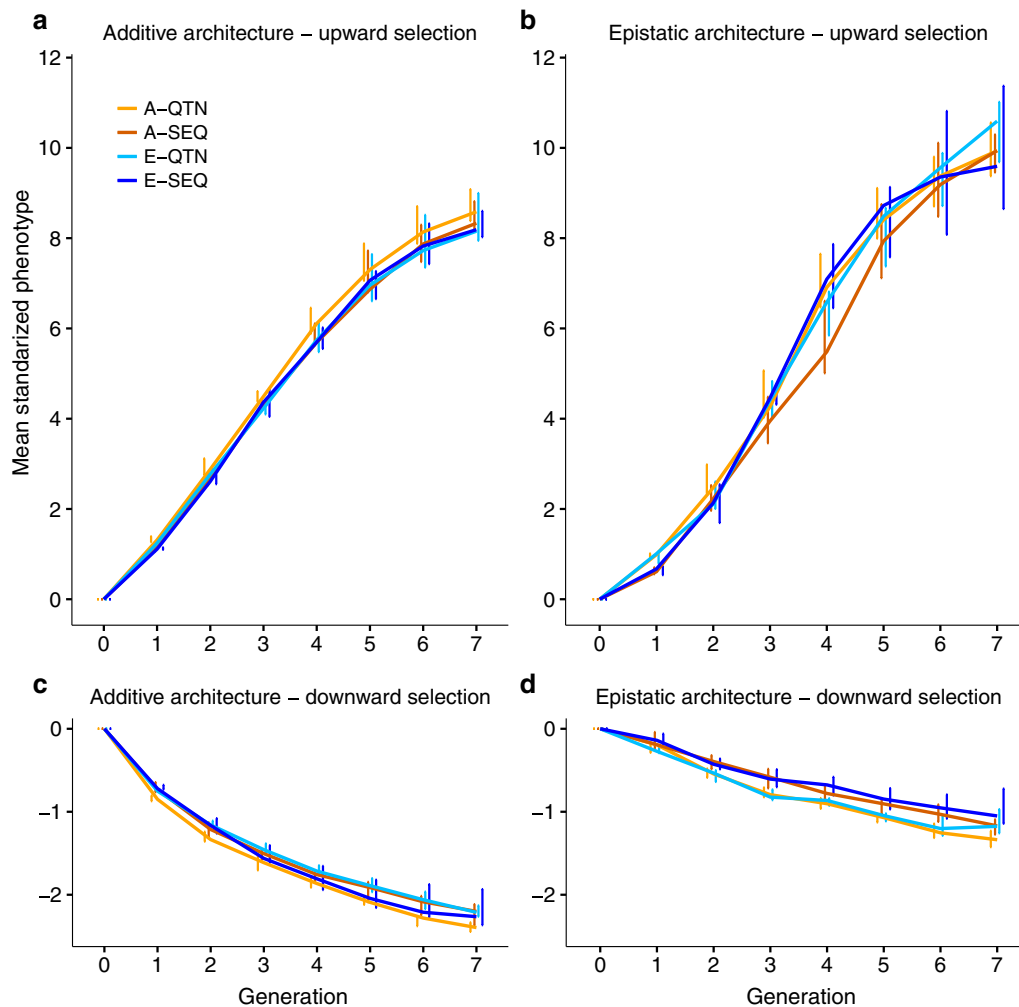 a
Additive architecture – upward selection
12
10
8
6
4
2
0
A–QTN
A–SEQ
E–QTN
E–SEQ
Mean standarized phenotype
0 1 2 3 4 5 6 7
b
Epistatic architecture – upward selection
12
10
8
6
4
2
0
0 1 2 3 4 5 6 7
c
Additive architecture – downward selection
0
−1
−2
0 1 2 3 4 5 6 7
Generation
d
Epistatic architecture – downward selection
0
−1
−2
0 1 2 3 4 5 6 7
Generation